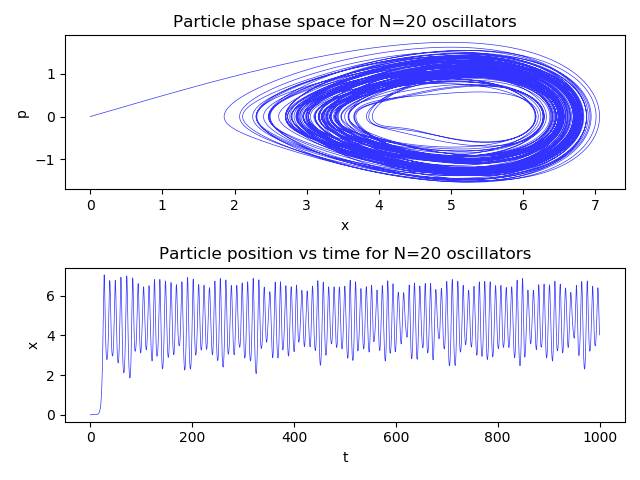 Particle phase space for N=20 oscillators
p
1
0
−1
0 1 2 3 4 5 6 7
x
Particle position vs time for N=20 oscillators
x
6
4
2
0
0 200 400 600 800 1000
t